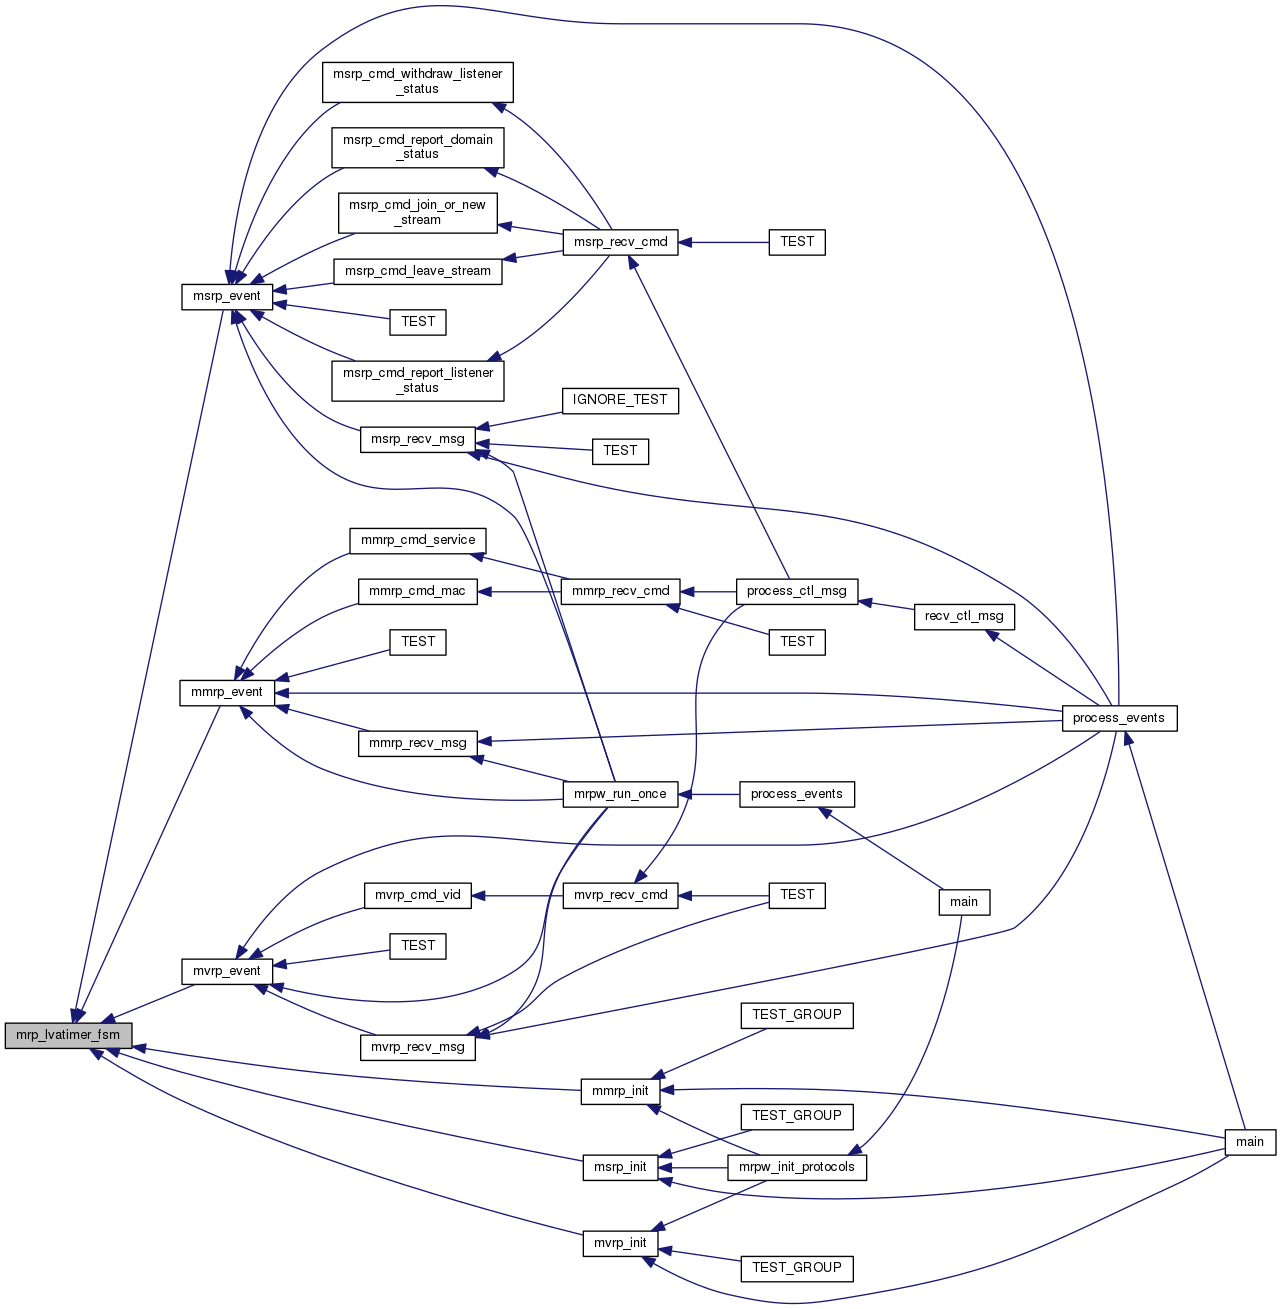 msrp_cmd_withdraw_listener
_status
msrp_cmd_report_domain
_status
msrp_cmd_join_or_new
_stream
msrp_recv_cmd
TEST
msrp_cmd_leave_stream
msrp_event
TEST
msrp_cmd_report_listener
_status
IGNORE_TEST
msrp_recv_msg
TEST
mmrp_cmd_service
mmrp_cmd_mac
mmrp_recv_cmd
process_ctl_msg
recv_ctl_msg
TEST
TEST
mmrp_event
process_events
mmrp_recv_msg
mrpw_run_once
process_events
mvrp_cmd_vid
mvrp_recv_cmd
TEST
main
TEST
mvrp_event
TEST_GROUP
mrp_lvatimer_fsm
mvrp_recv_msg
mmrp_init
TEST_GROUP
main
msrp_init
mrpw_init_protocols
mvrp_init
TEST_GROUP